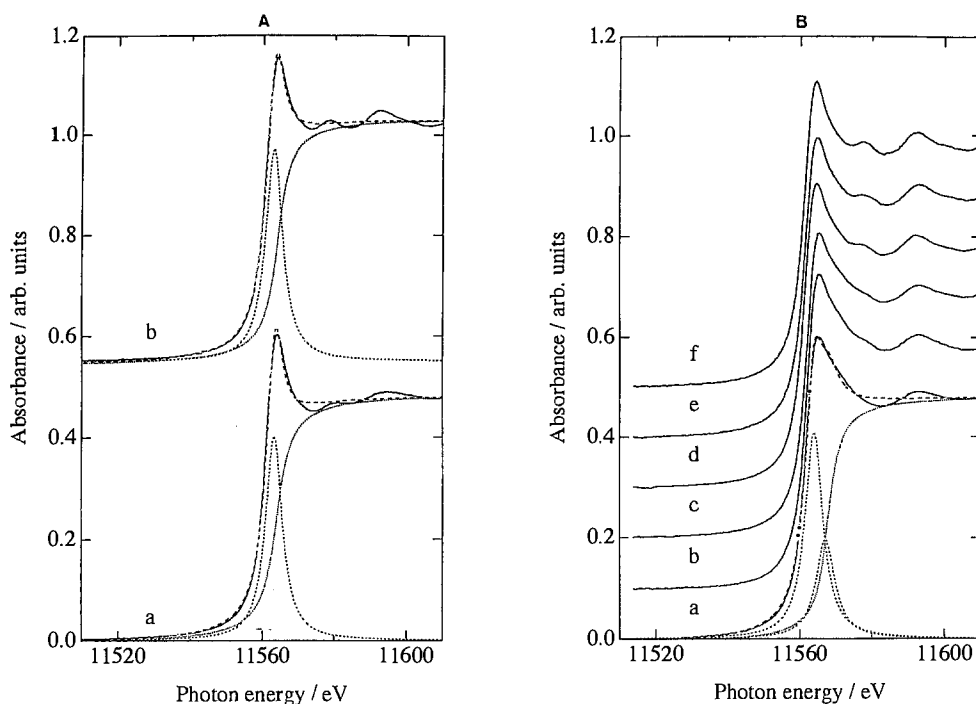 A
1.2
1.0
0.8
0.6
0.4
0.2
0.0
Absorbance / arb. units
b
a
11520
11560
11600
Photon energy / eV
B
1.2
1.0
0.8
0.6
0.4
0.2
0.0
Absorbance / arb. units
f
e
d
c
b
a
11520
11560
11600
Photon energy / eV